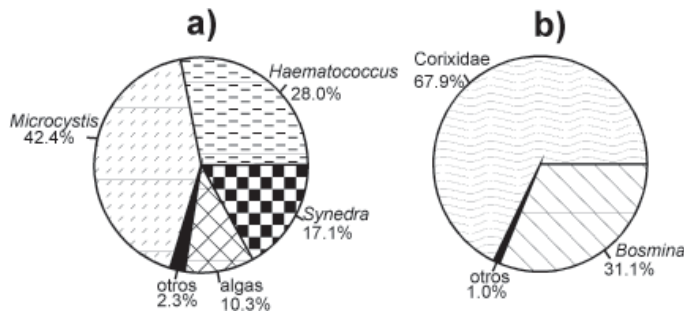 a)
Haematococcus
28.0%
Microcystis
42.4%
Synedra
17.1%
otros
2.3%
algas
10.3%
b)
Corixidae
67.9%
Bosmina
31.1%
otros
1.0%